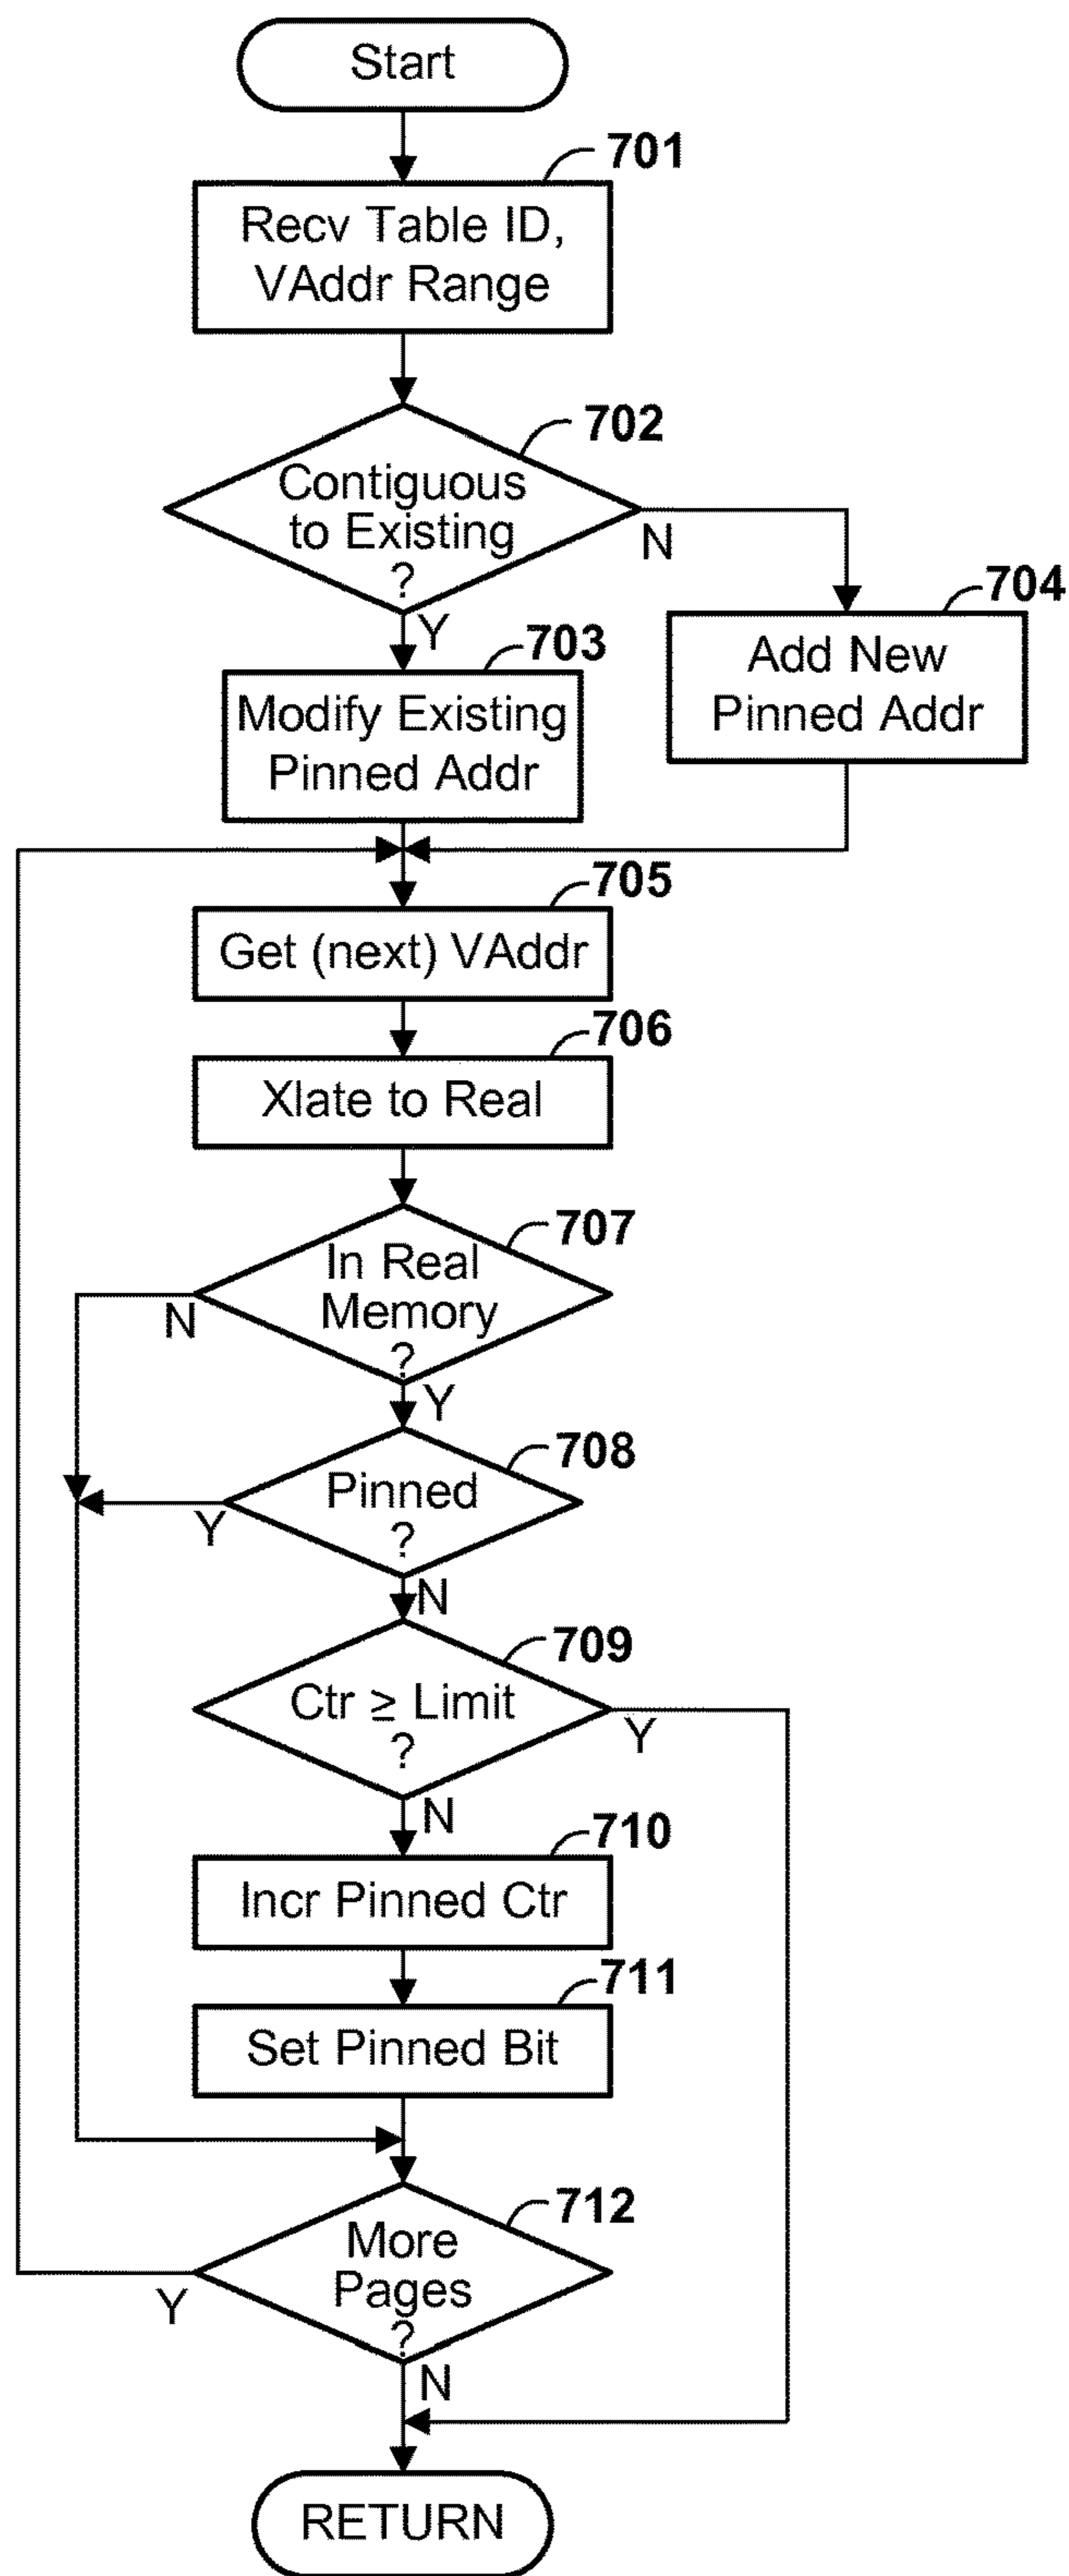 Start
701
Recv Table ID,
VAddr Range
702
Contiguous
to Existing
?
N
Y
703
Modify Existing
Pinned Addr
704
Add New
Pinned Addr
705
Get (next) VAddr
706
Xlate to Real
707
In Real
Memory
?
N
Y
708
Pinned
?
Y
N
709
Ctr ≥ Limit
?
Y
N
710
Incr Pinned Ctr
711
Set Pinned Bit
712
More
Pages
?
Y
N
RETURN